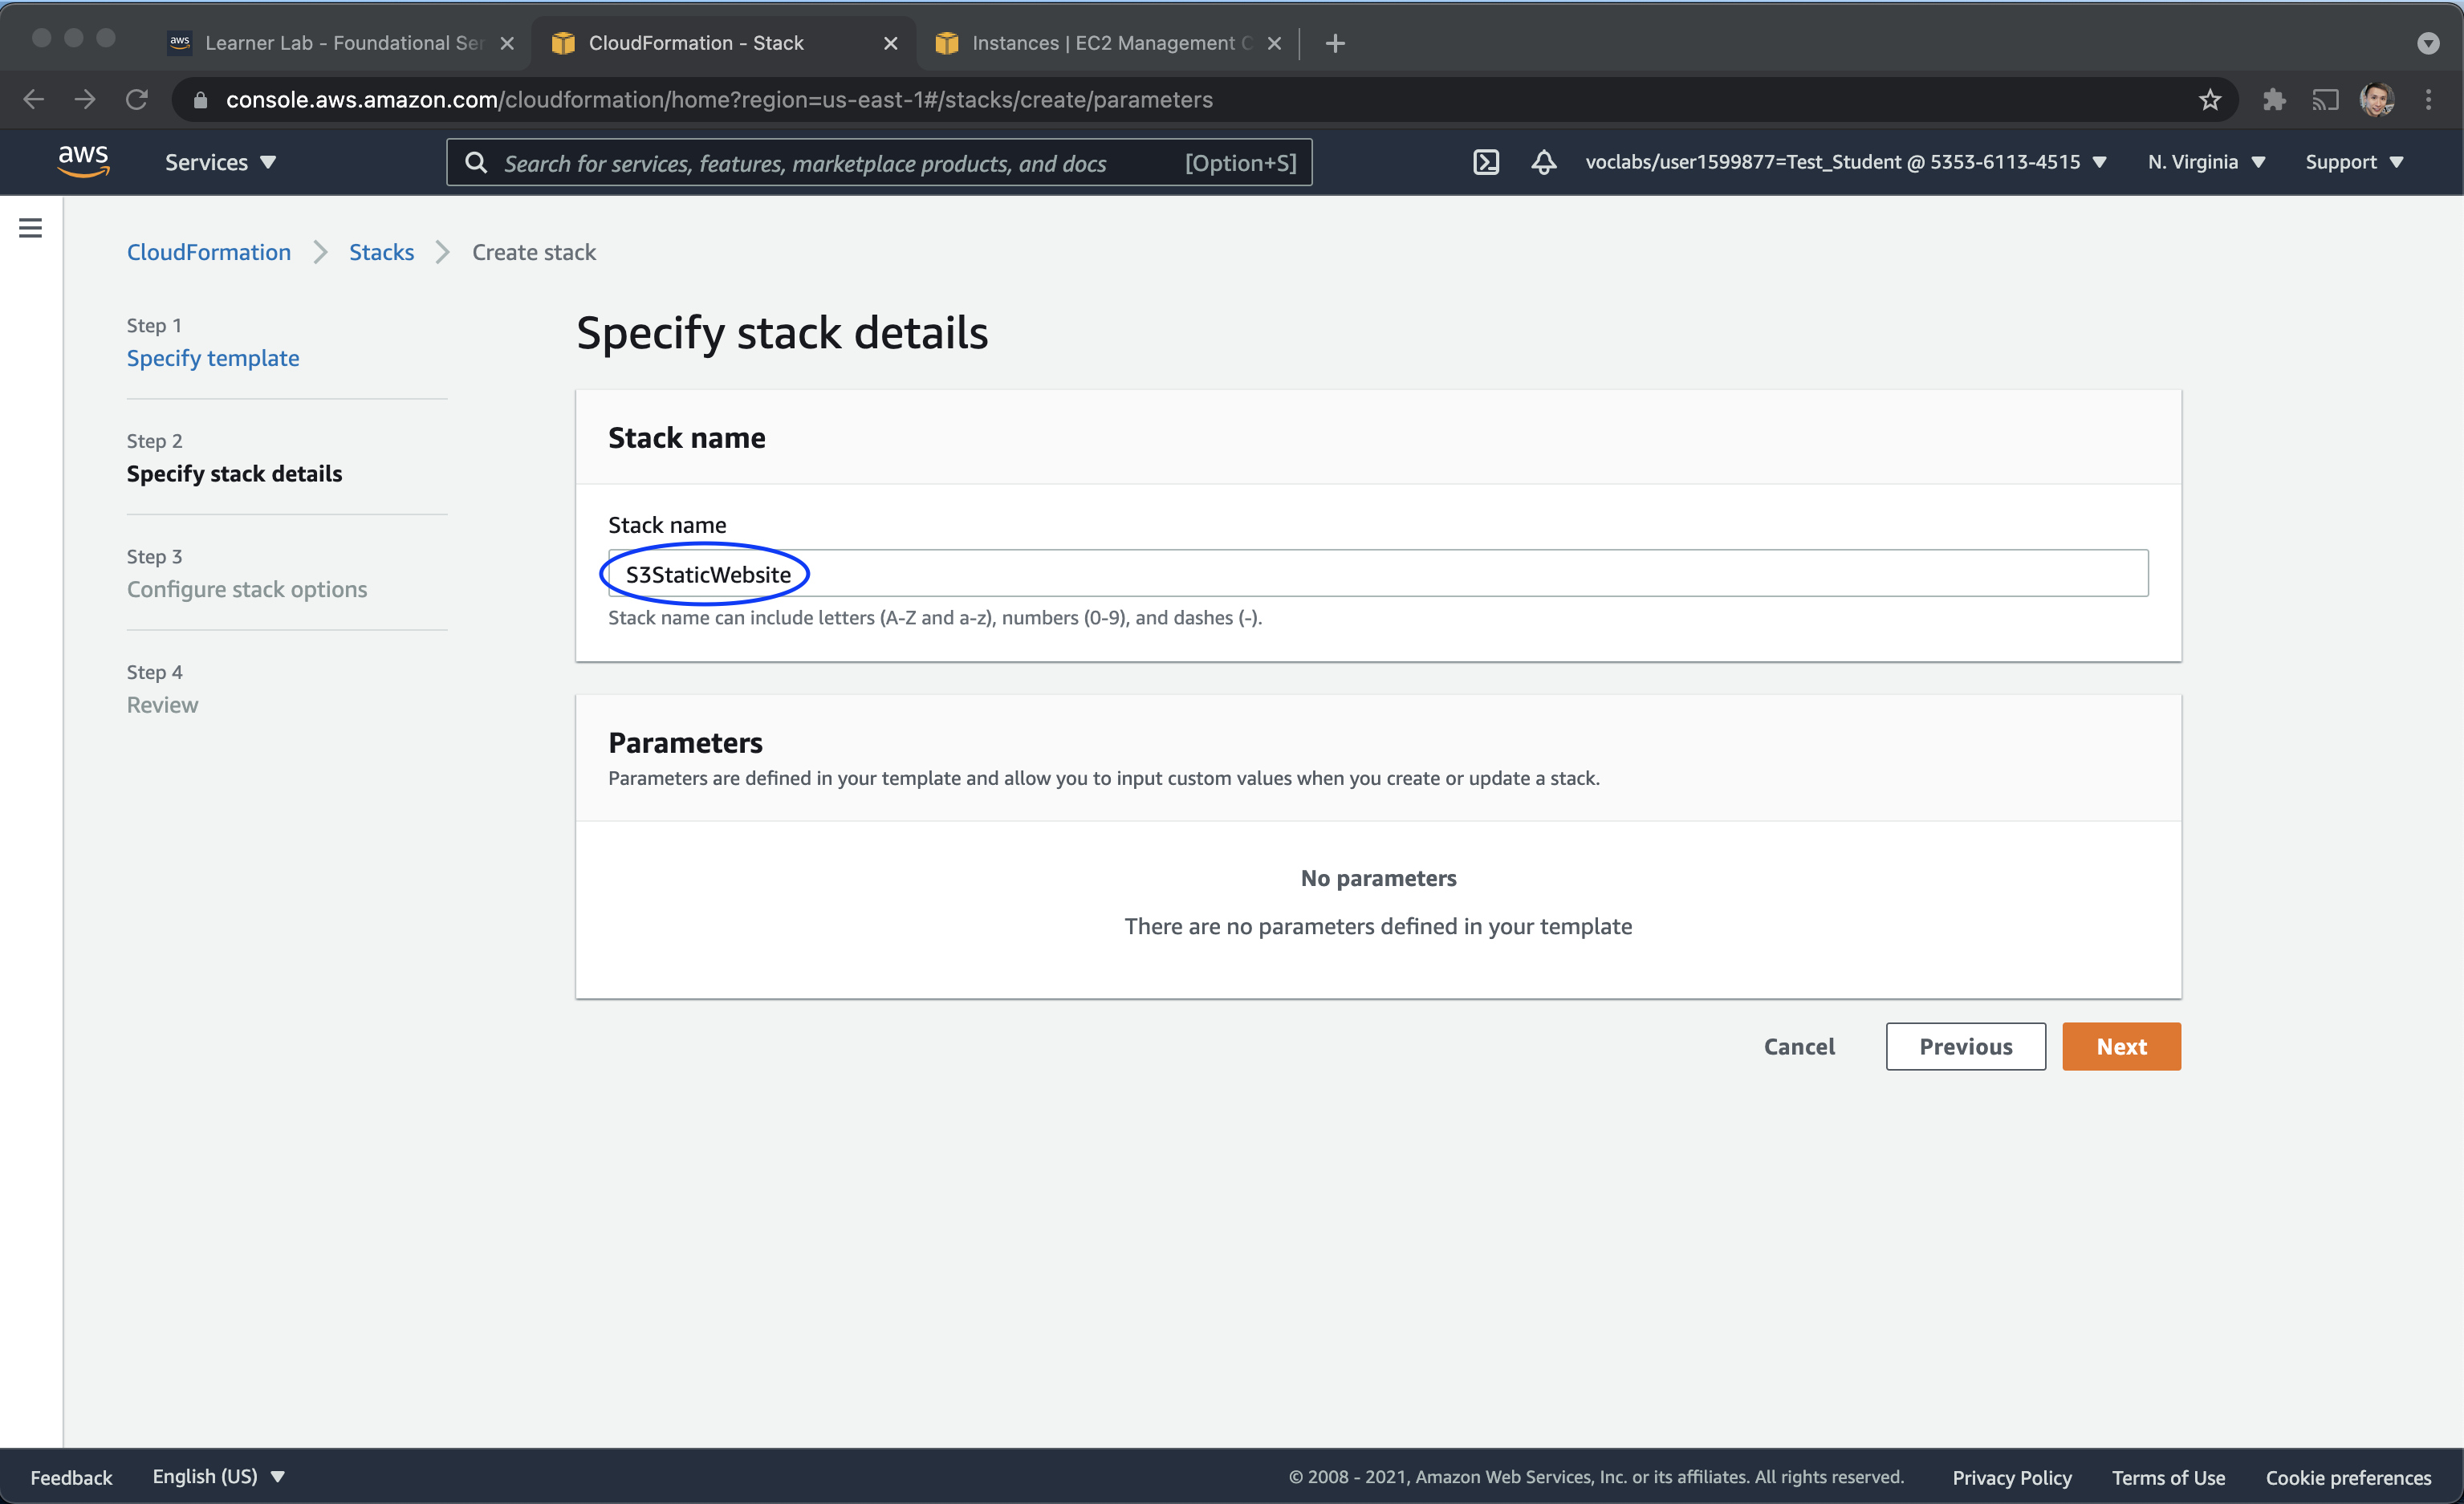 aws Learner Lab - Foundational Ser
CloudFormation - Stack
Instances | EC2 Management C
console.aws.amazon.com/cloudformation/home?region=us-east-1#/stacks/create/parameters
aws Services Search for services, features, marketplace products, and docs [Option+S] voclabs/user1599877=Test_Student @ 5353-6113-4515 N. Virginia Support
CloudFormation Stacks Create stack
Step 1
Specify template
Step 2
Specify stack details
Step 3
Configure stack options
Step 4
Review
Specify stack details
Stack name
Stack name
S3StaticWebsite
Stack name can include letters (A-Z and a-z), numbers (0-9), and dashes (-).
Parameters
Parameters are defined in your template and allow you to input custom values when you create or update a stack.
No parameters
There are no parameters defined in your template
Cancel Previous Next
Feedback English (US) © 2008 - 2021, Amazon Web Services, Inc. or its affiliates. All rights reserved. Privacy Policy Terms of Use Cookie preferences